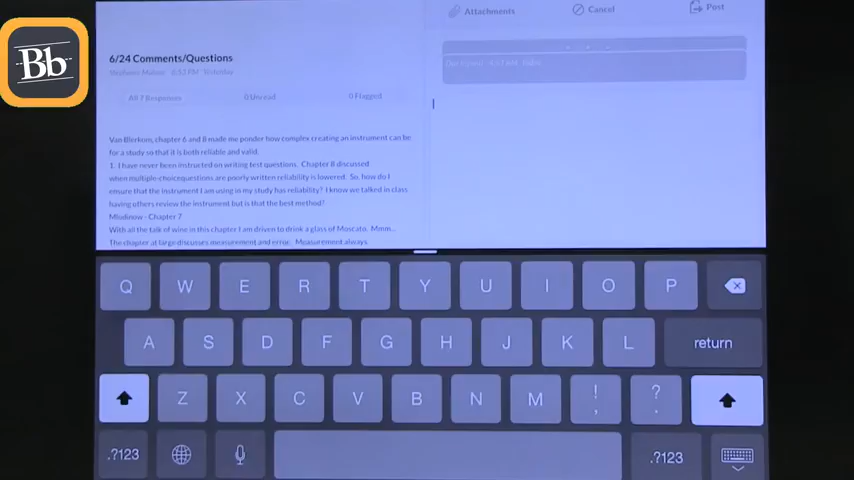 Bb
Attachments
Cancel
Post
6/24 Comments/Questions
6:53 PM Yesterday
All 7 Responses
0 Unread
0 Flagged
Van Blerkom, chapter 6 and 8 made me ponder how complex creating an instrument can be
for a study so that it is both reliable and valid.
1. I have never been instructed on writing test questions. Chapter 8 discussed
when multiple-choicequestions are poorly written reliability is lowered. So, how do I
ensure that the instrument I am using in my study has reliability? I know we talked in class
having others review the instrument but is that the best method?
Mlodinow - Chapter 7
With all the talk of wine in this chapter I am driven to drink a glass of Moscato. Mmm...
The chapter at large discusses measurement and error. Measurement always
Q W E R T Y U I O P
A S D F G H J K L return
Z X C V B N M ! , ? .
.?123 .?123